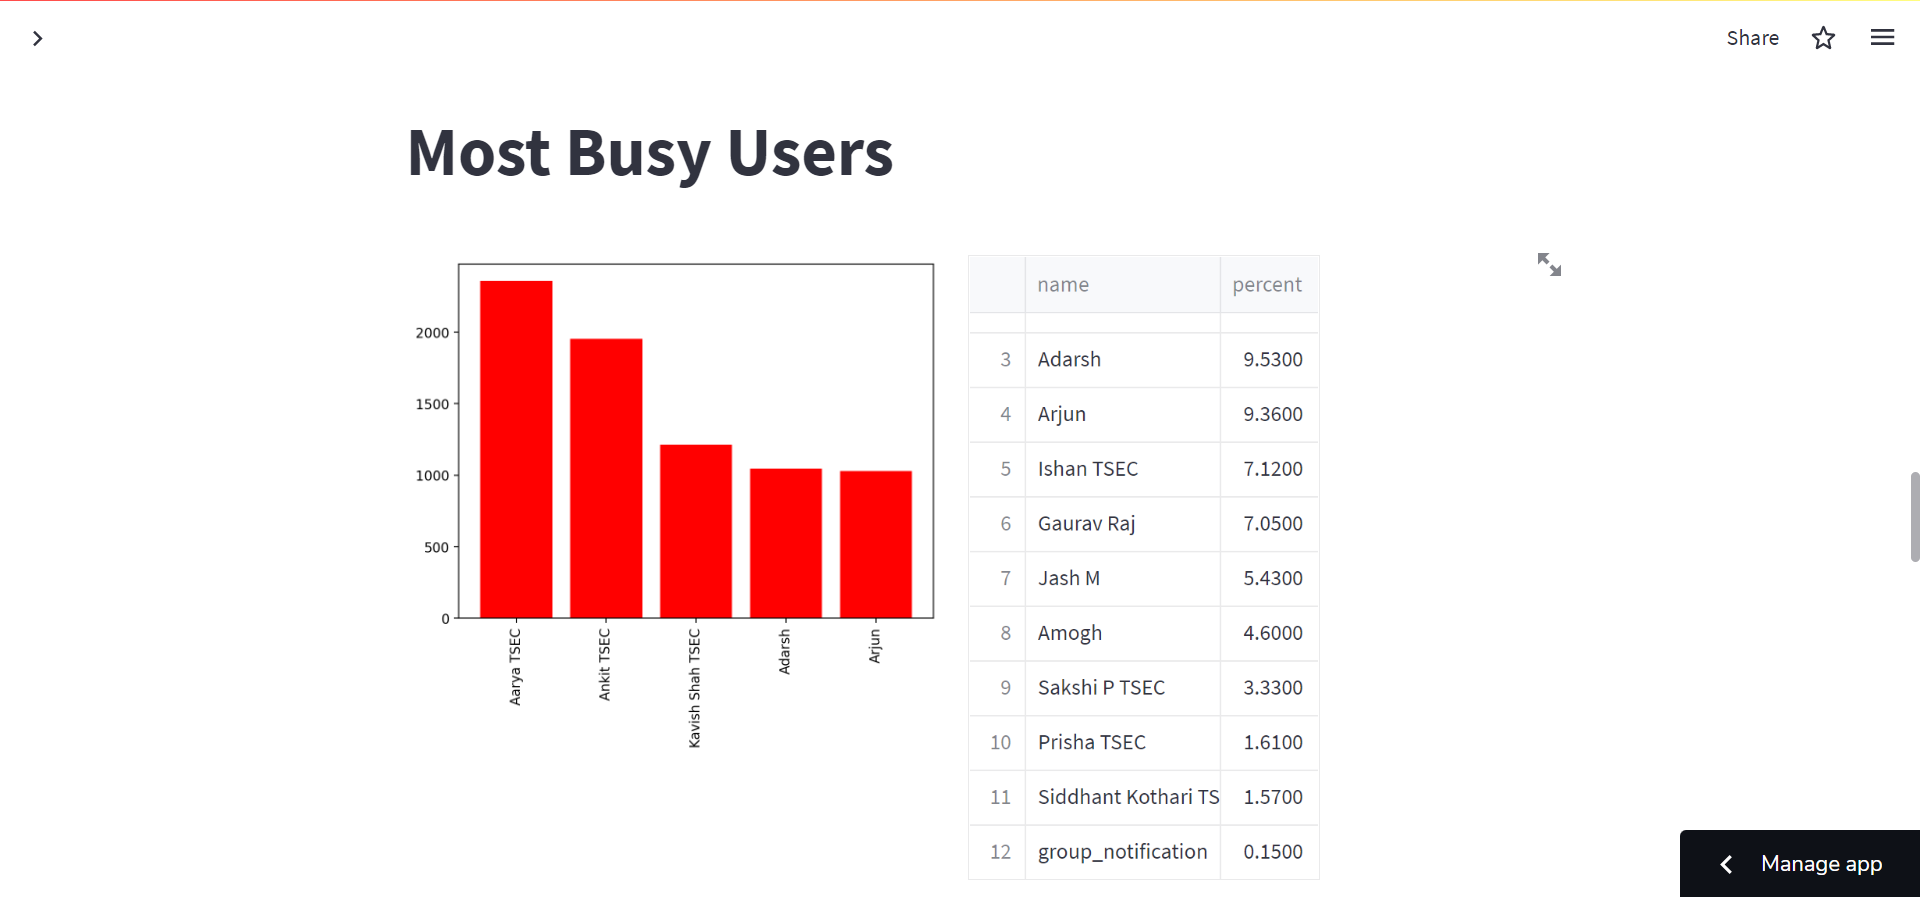 Share
Most Busy Users
2000
1500
1000
500
0
Aarya TSEC
Ankit TSEC
Kavish Shah TSEC
Adarsh
Arjun
name percent
3 Adarsh 9.5300
4 Arjun 9.3600
5 Ishan TSEC 7.1200
6 Gaurav Raj 7.0500
7 Jash M 5.4300
8 Amogh 4.6000
9 Sakshi P TSEC 3.3300
10 Prisha TSEC 1.6100
11 Siddhant Kothari TS 1.5700
12 group_notification 0.1500
Manage app